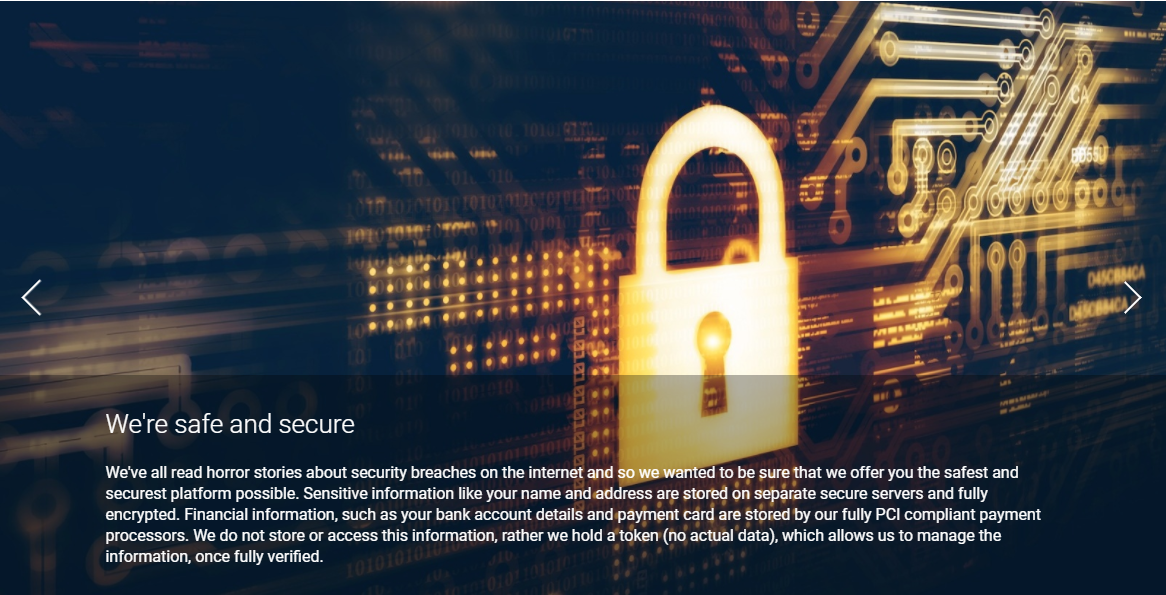 CA
BD55U
D45CB84CA
D45CB84CA
We're safe and secure
We've all read horror stories about security breaches on the internet and so we wanted to be sure that we offer you the safest and
securest platform possible. Sensitive information like your name and address are stored on separate secure servers and fully
encrypted. Financial information, such as your bank account details and payment card are stored by our fully PCI compliant payment
processors. We do not store or access this information, rather we hold a token (no actual data), which allows us to manage the
information, once fully verified.